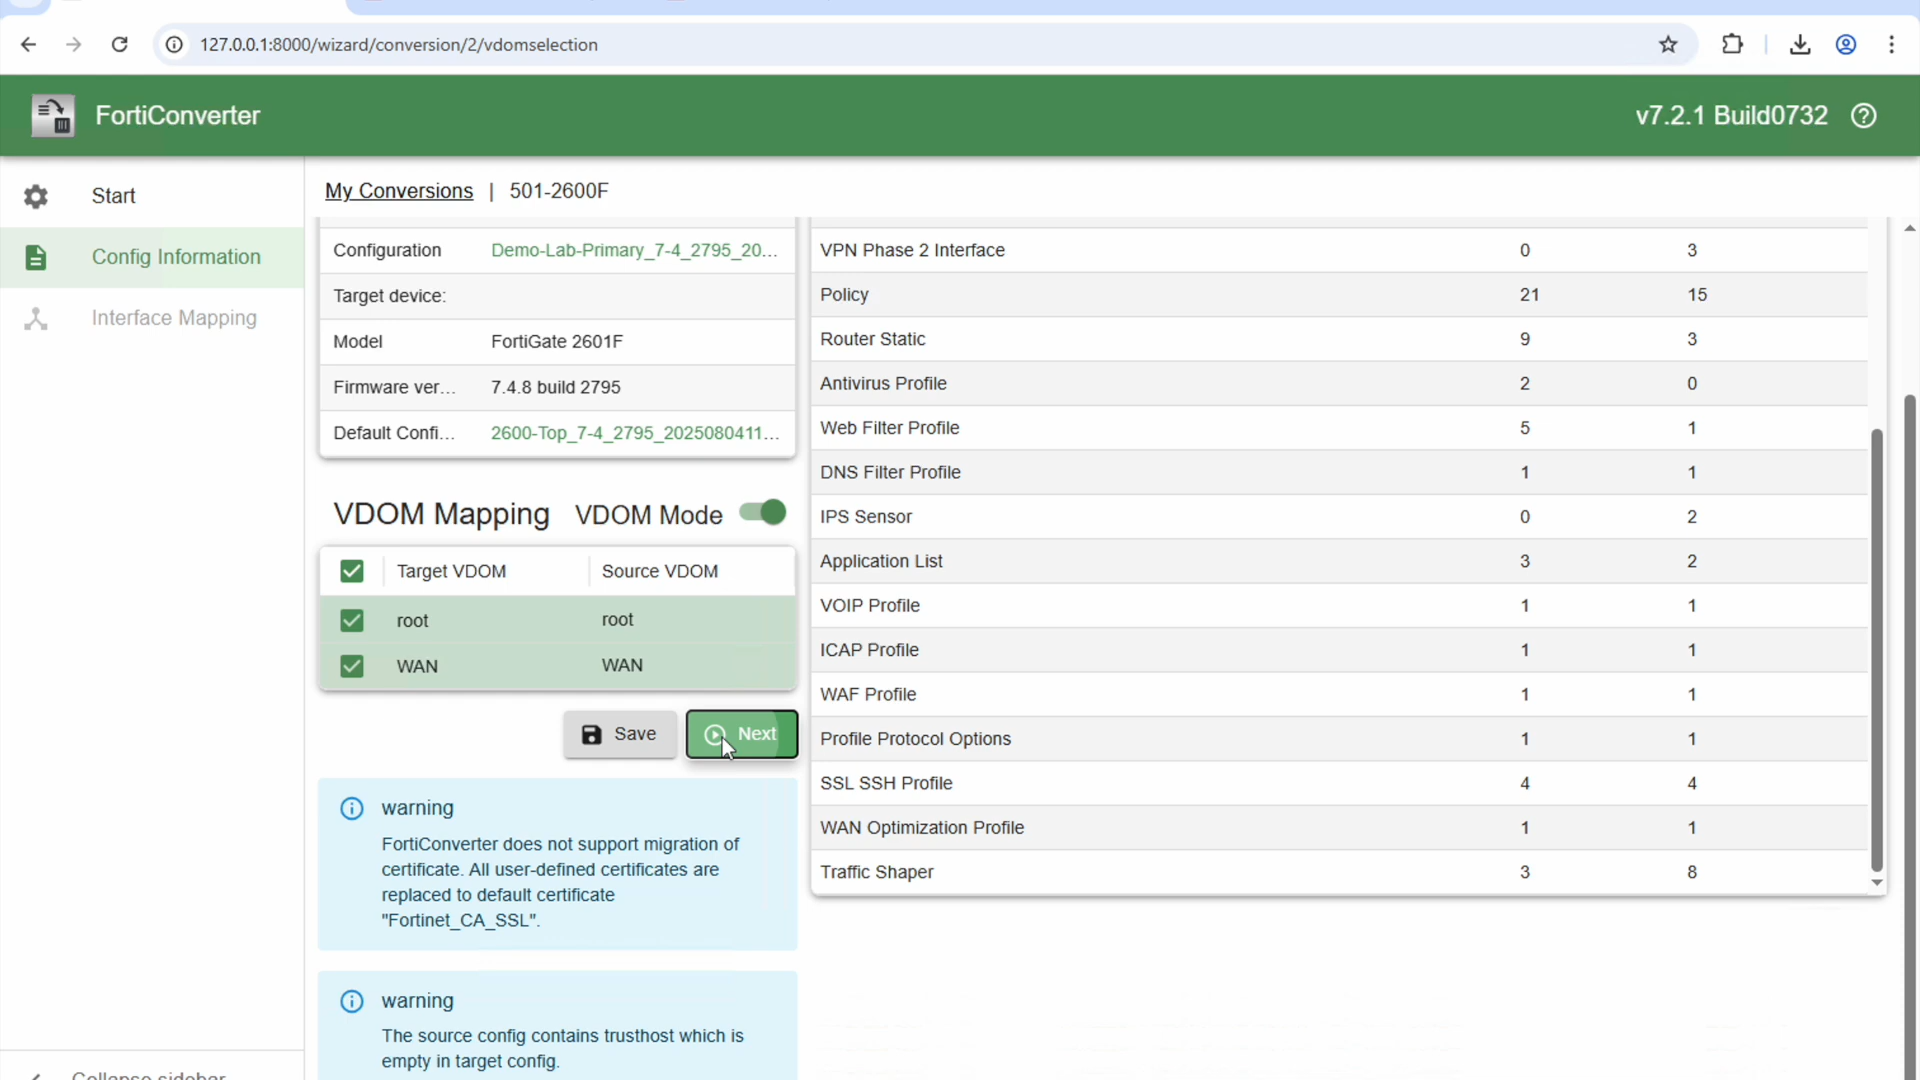 127.0.0.1:8000/wizard/conversion/2/vdomselection
FortiConverter
v7.2.1 Build0732
Start
Config Information
Interface Mapping
My Conversions | 501-2600F
Configuration Demo-Lab-Primary_7-4_2795_20...
Target device:
Model FortiGate 2601F
Firmware ver... 7.4.8 build 2795
Default Confi... 2600-Top_7-4_2795_2025080411...
VDOM Mapping VDOM Mode
Target VDOM Source VDOM
root root
WAN WAN
Save Next
warning
FortiConverter does not support migration of
certificate. All user-defined certificates are
replaced to default certificate
"Fortinet_CA_SSL".
warning
The source config contains trusthost which is
empty in target config.
VPN Phase 2 Interface 0 3
Policy 21 15
Router Static 9 3
Antivirus Profile 2 0
Web Filter Profile 5 1
DNS Filter Profile 1 1
IPS Sensor 0 2
Application List 3 2
VOIP Profile 1 1
ICAP Profile 1 1
WAF Profile 1 1
Profile Protocol Options 1 1
SSL SSH Profile 4 4
WAN Optimization Profile 1 1
Traffic Shaper 3 8
Collapse sidebar